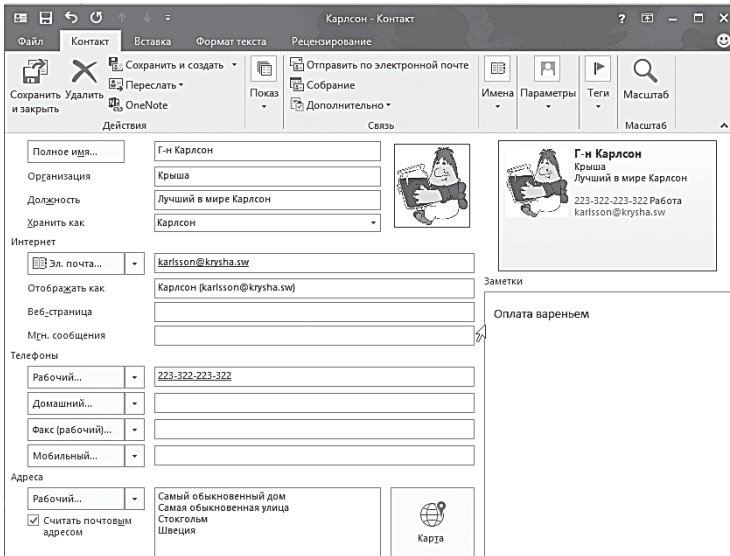 Карлсон - Контакт
?
Файл Контакт Вставка Формат текста Рецензирование
Сохранить и закрыть
Удалить
Сохранить и создать
Переслать
OneNote
Действия
Показ
Отправить по электронной почте
Собрание
Дополнительно
Связь
Имена
Параметры
Теги
Масштаб
Масштаб
Полное имя...
Г-н Карлсон
Организация
Крыша
Должность
Лучший в мире Карлсон
Хранить как
Карлсон
Интернет
Эл. почта...
karlsson@krysha.sw
Отображать как
Карлсон (karlsson@krysha.sw)
Веб-страница
Мгн. сообщения
Телефоны
Рабочий...
223-322-223-322
Домашний...
Факс (рабочий)...
Мобильный...
Адреса
Рабочий...
Считать почтовым
адресом
Самый обыкновенный дом
Самая обыкновенная улица
Стокгольм
Швеция
Карта
Г-н Карлсон
Крыша
Лучший в мире Карлсон
223-322-223-322 Работа
karlsson@krysha.sw
Заметки
Оплата вареньем